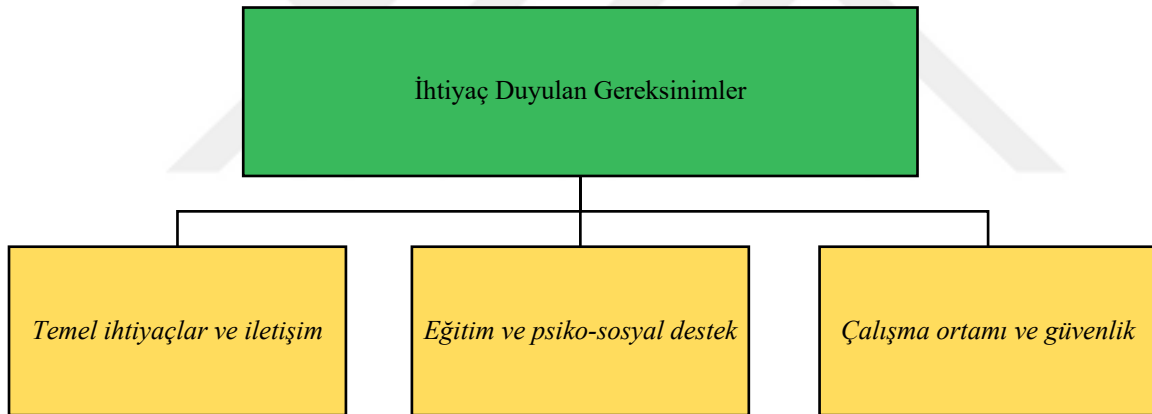 İhtiyaç Duyulan Gereksinimler
Temel ihtiyaçlar ve iletişim
Eğitim ve psiko-sosyal destek
Çalışma ortamı ve güvenlik